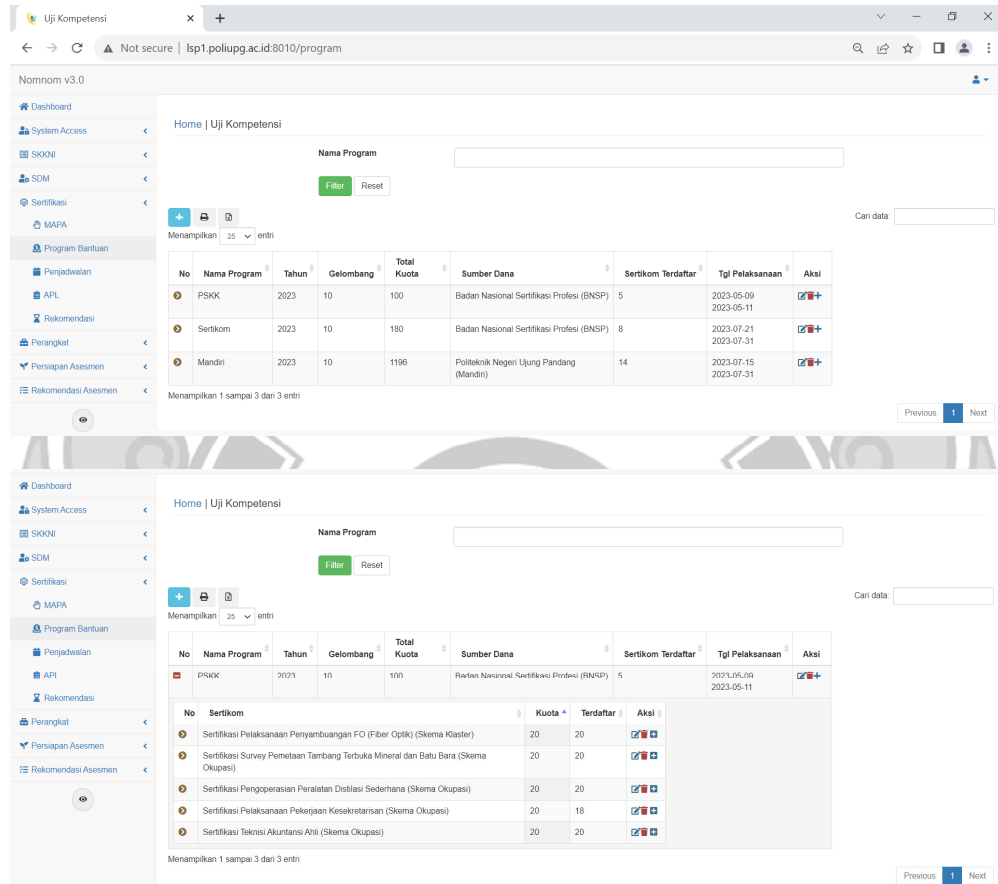 Uji Kompetensi
Not secure | lsp1.poliupg.ac.id:8010/program
Nomnom v3.0
Dashboard
System Access
SKKNI
SDM
Sertifikasi
MAPA
Program Bantuan
Penjadwalan
APL
Rekomendasi
Perangkat
Persiapan Asesmen
Rekomendasi Asesmen
Home | Uji Kompetensi
Nama Program
Filter Reset
Cari data:
Menampilkan 25 entri
No Nama Program Tahun Gelombang Total Kuota Sumber Dana Sertikom Terdaftar Tgl Pelaksanaan Aksi
PSKK 2023 10 100 Badan Nasional Sertifikasi Profesi (BNSP) 5 2023-05-09
2023-05-11
Sertikom 2023 10 180 Badan Nasional Sertifikasi Profesi (BNSP) 8 2023-07-21
2023-07-31
Mandiri 2023 10 1196 Politeknik Negeri Ujung Pandang 14 2023-07-15
(Mandiri) 2023-07-31
Menampilkan 1 sampai 3 dari 3 entri
Previous 1 Next
Dashboard
System Access
SKKNI
SDM
Sertifikasi
MAPA
Program Bantuan
Penjadwalan
APL
Rekomendasi
Perangkat
Persiapan Asesmen
Rekomendasi Asesmen
Home | Uji Kompetensi
Nama Program
Filter Reset
Cari data:
Menampilkan 25 entri
No Nama Program Tahun Gelombang Total Kuota Sumber Dana Sertikom Terdaftar Tgl Pelaksanaan Aksi
PSKK 2023 10 100 Badan Nasional Sertifikasi Profesi (BNSP) 5 2023-05-09
2023-05-11
No Sertikom Kuota Terdaftar Aksi
Sertifikasi Pelaksanaan Penyambuangan FO (Fiber Optik) (Skema Klaster) 20 20
Sertifikasi Survey Pemetaan Tambang Terbuka Mineral dan Batu Bara (Skema 20 20
Okupasi)
Sertifikasi Pengoperasian Peralatan Distilasi Sederhana (Skema Okupasi) 20 20
Sertifikasi Pelaksanaan Pekerjaan Kesekretarisan (Skema Okupasi) 20 18
Sertifikasi Teknisi Akuntansi Ahli (Skema Okupasi) 20 20
Menampilkan 1 sampai 3 dari 3 entri
Previous 1 Next